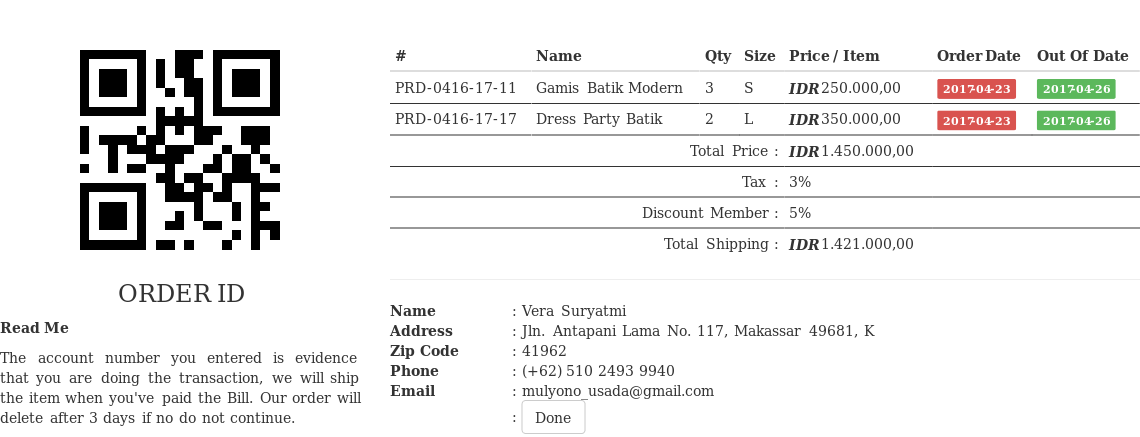 ORDER ID
Read Me
The account number you entered is evidence
that you are doing the transaction, we will ship
the item when you've paid the Bill. Our order will
delete after 3 days if no do not continue.
# Name Qty Size Price / Item Order Date Out Of Date
PRD-0416-17-11 Gamis Batik Modern 3 S IDR 250.000,00 2017-04-23 2017-04-26
PRD-0416-17-17 Dress Party Batik 2 L IDR 350.000,00 2017-04-23 2017-04-26
Total Price : IDR 1.450.000,00
Tax : 3%
Discount Member : 5%
Total Shipping : IDR 1.421.000,00
Name : Vera Suryatmi
Address : Jln. Antapani Lama No. 117, Makassar 49681, K
Zip Code : 41962
Phone : (+62) 510 2493 9940
Email : mulyono_usada@gmail.com
: Done